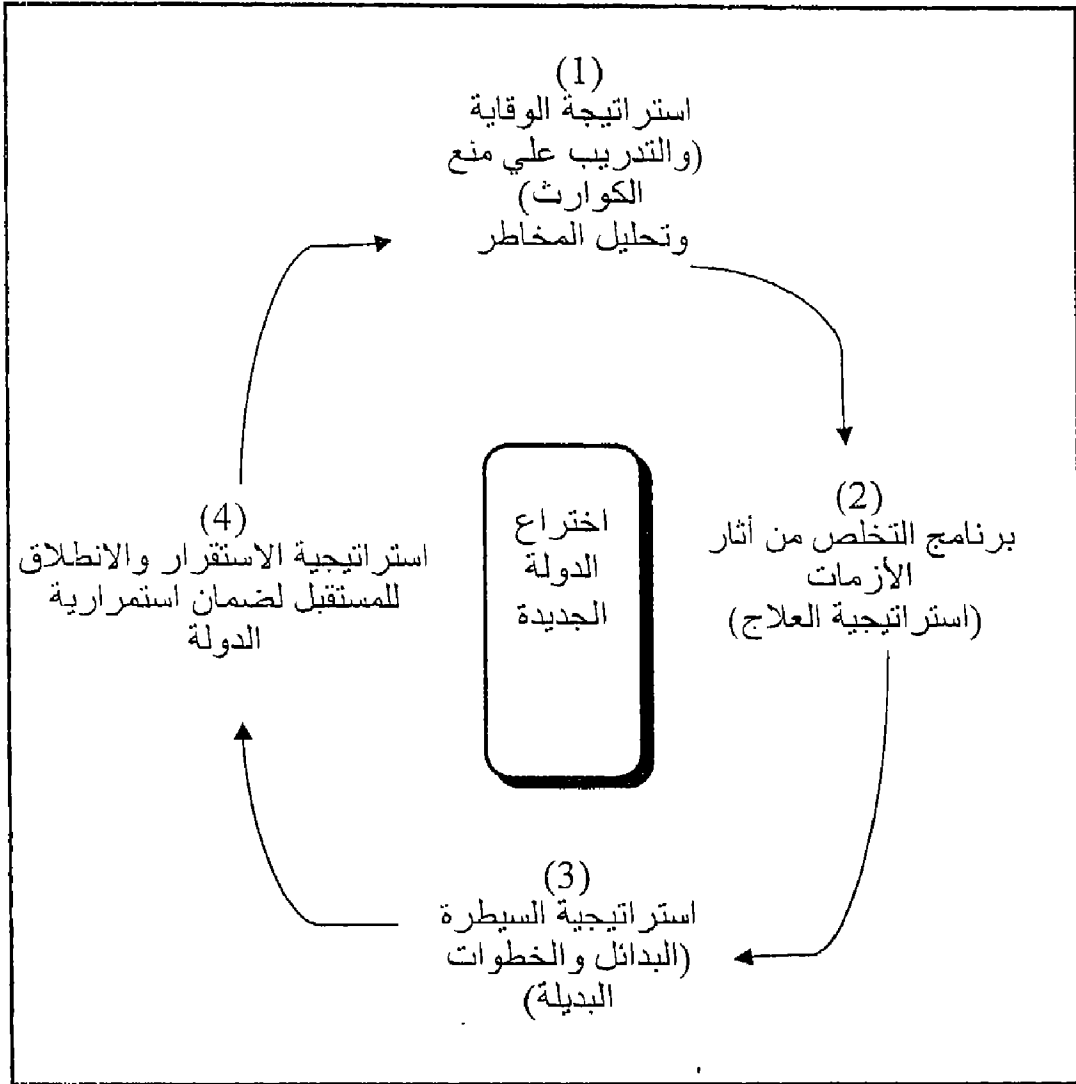 (1)
استراتيجة الوقاية
(والتدريب علي منع
الكوارث)
وتحليل المخاطر
(2)
برنامج التخلص من أثار
الأزمات
(استراتيجية العلاج)
(3)
استراتيجية السيطرة
(البدائل والخطوات
البديلة)
(4)
استراتيجية الاستقرار والانطلاق
للمستقبل لضمان استمرارية
الدولة
اختراع
الدولة
الجديدة